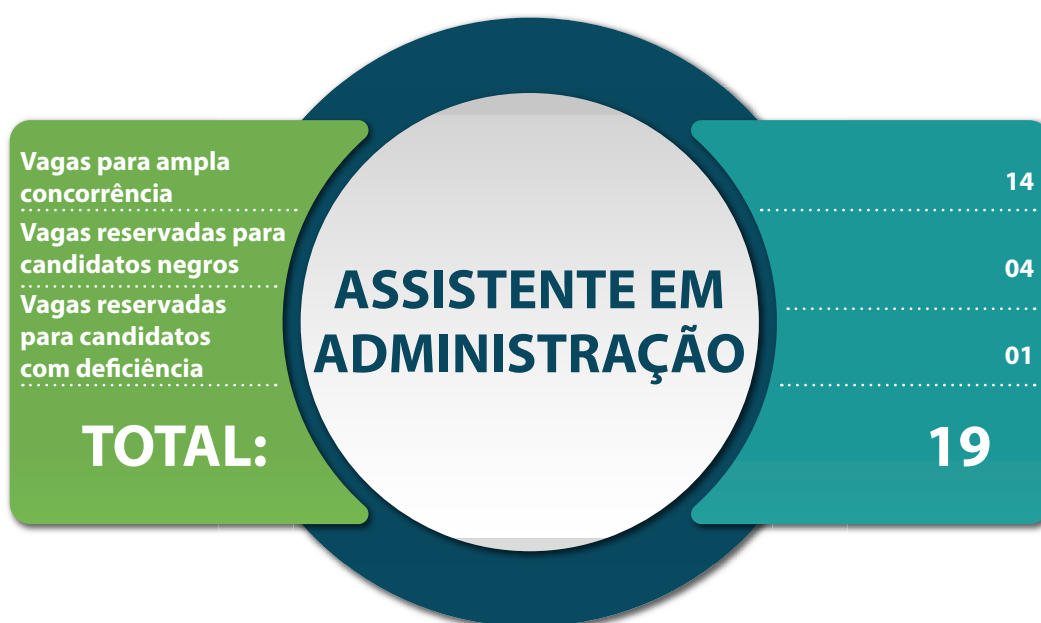 Vagas para ampla
concorrência
14
Vagas reservadas para
candidatos negros
04
Vagas reservadas
para candidatos
com deficiência
01
TOTAL:
19
ASSISTENTE EM
ADMINISTRAÇÃO